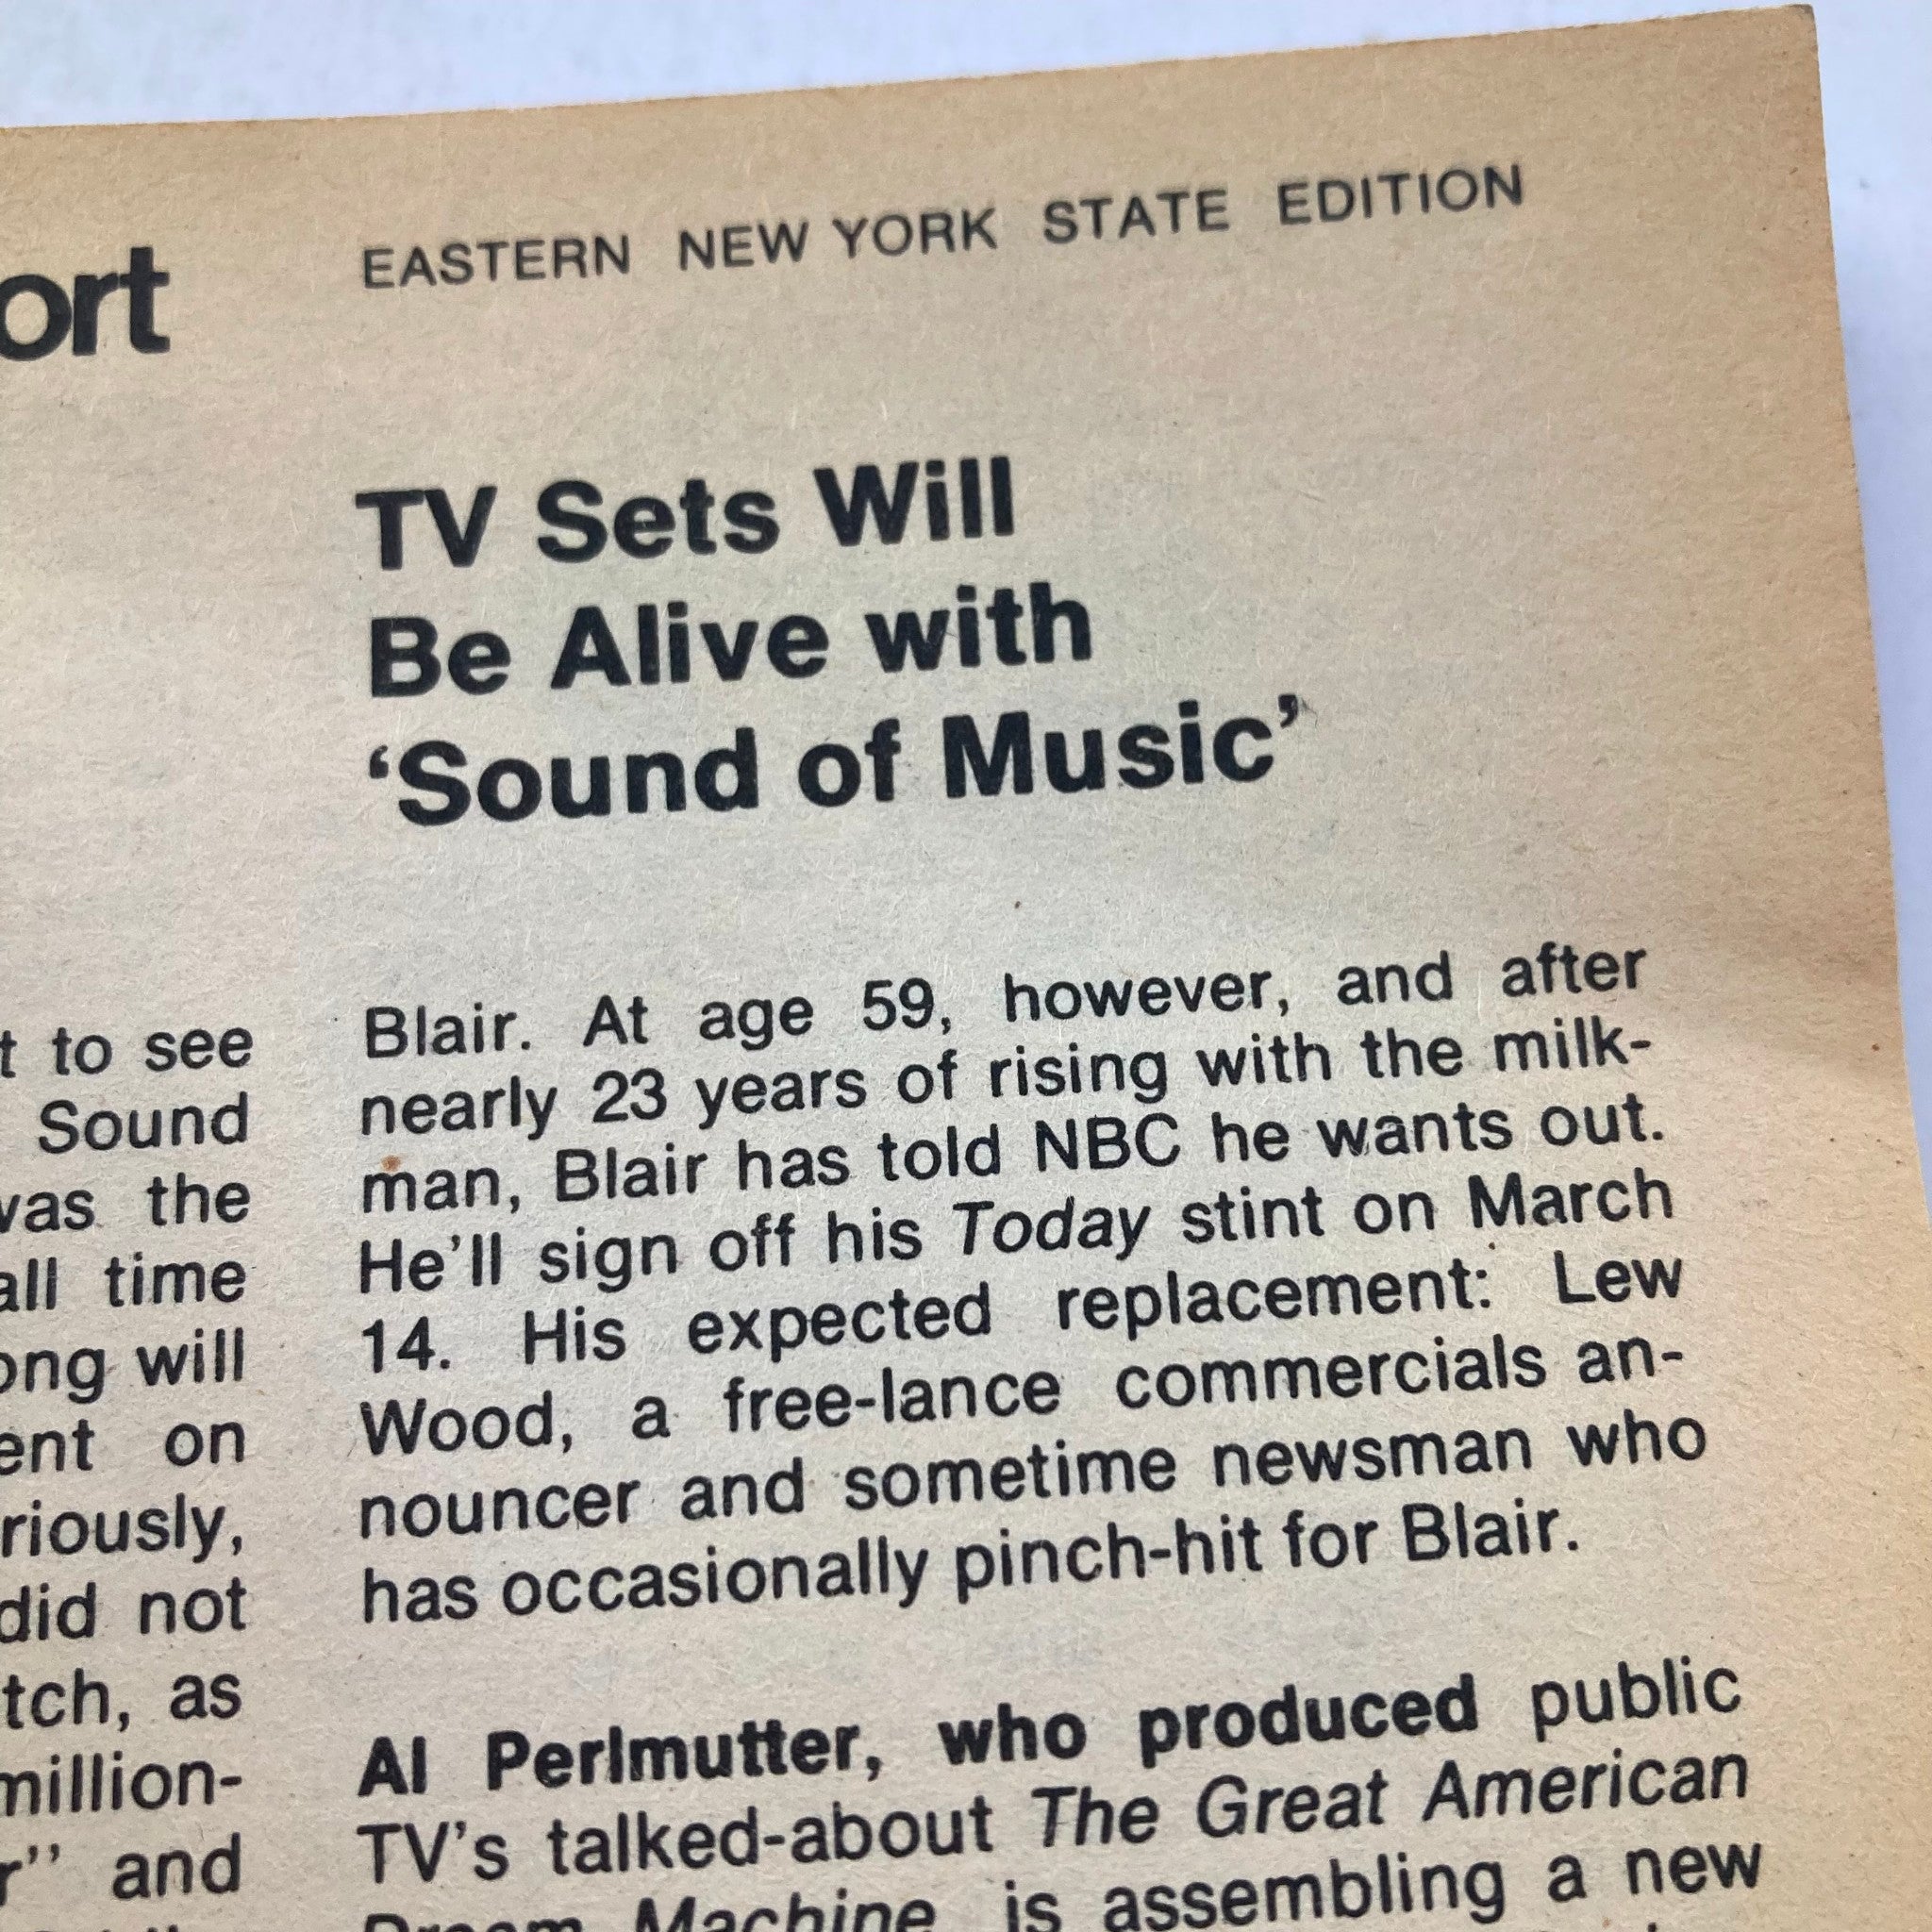 ort
EASTERN NEW YORK STATE EDITION
TV Sets Will
Be Alive with
‘Sound of Music’
to see
Sound
was the
all time
will
on
did not
as
million-
and
Blair. At age 59, however, and after
nearly 23 years of rising with the milk-
man, Blair has told NBC he wants out.
He’ll sign off his Today stint on March
14. His expected replacement: Lew
Wood, a free-lance commercials an-
nouncer and sometime newsman who
has occasionally pinch-hit for Blair.
Al Perlmutter, who produced public
TV’s talked-about The Great American
Dream Machine, is assembling a new